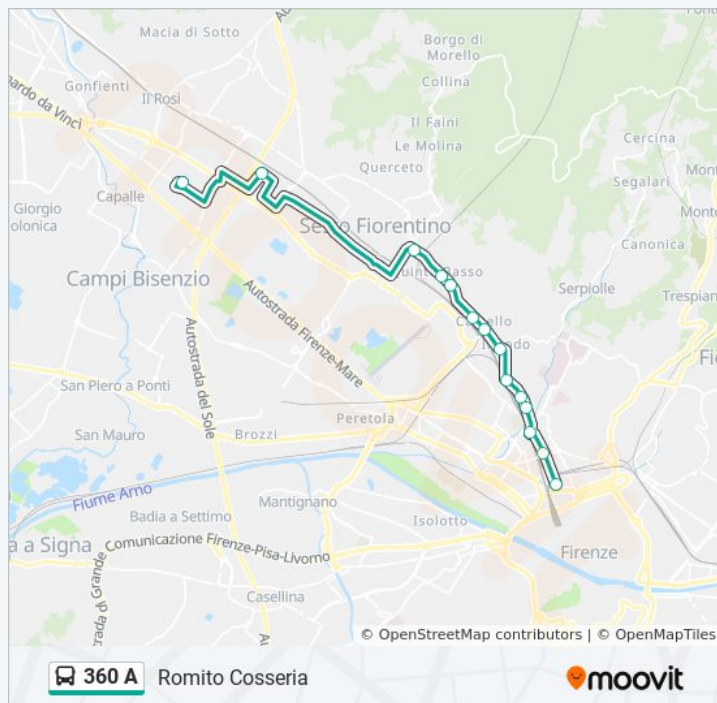 Macia di Sotto
Borgo di
Morello
Collina
Gonfienti
Il Rosi
Il Faini
Le Molina
Cercina
Querceto
Segalari
Capalle
Giorgio
Sesto Fiorentino
Canonica
Quinto Basso
Campi Bisenzio
Serpiolle
Trespian
Castello
Autostrada Firenze-Mare
Autostrada del Sole
San Piero a Ponti
Peretola
San Mauro
Brozzi
Fiume Arno
Mantignano
Badia a Settimo
Isolotto
a a Signa
Comunicazione Firenze-Pisa-Livorno
Firenze
Casellina
© OpenStreetMap contributors | © OpenMapTiles
360 A
Romito Cosseria
moovit